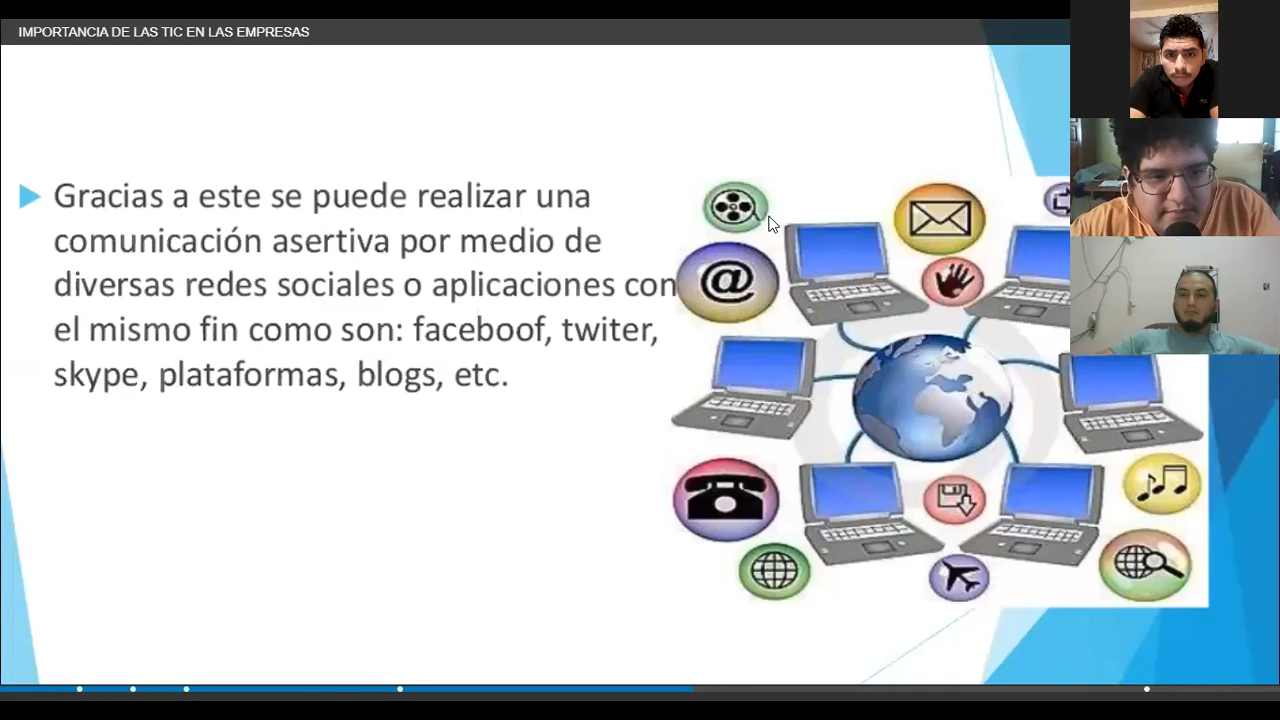 IMPORTANCIA DE LAS TIC EN LAS EMPRESAS
Gracias a este se puede realizar una
comunicación asertiva por medio de
diversas redes sociales o aplicaciones con
el mismo fin como son: faceboof, twiter,
skype, plataformas, blogs, etc.
@